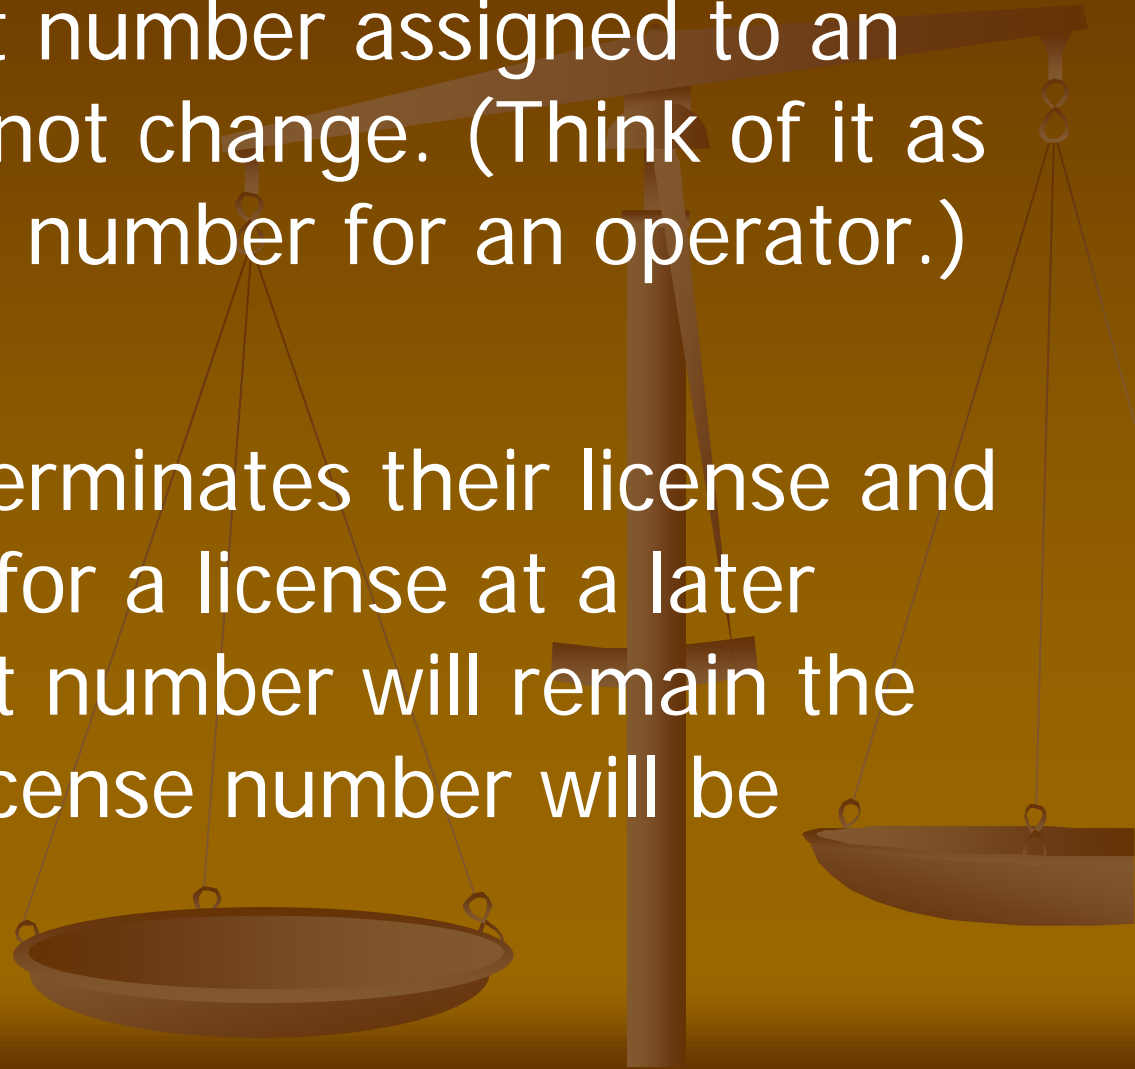 t number assigned to an
not change. (Think of it as
number for an operator.)
erminates their license and
for a license at a later
t number will remain the
cense number will be